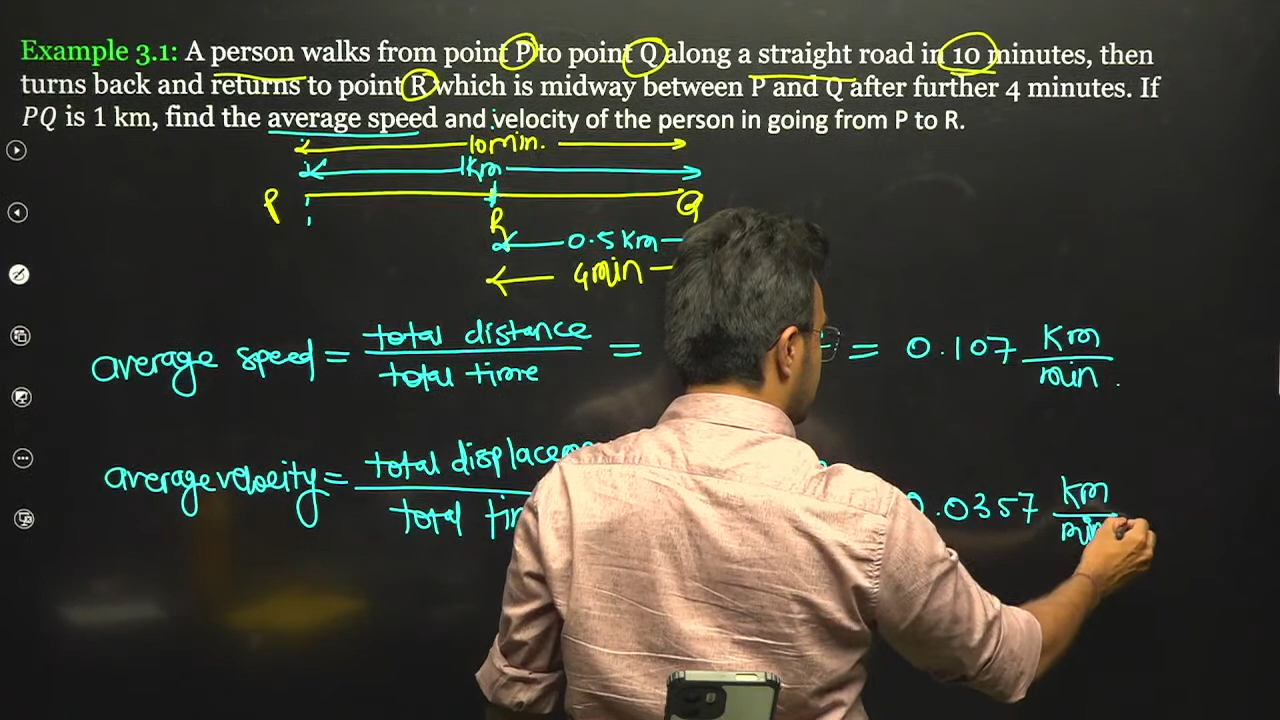 Example 3.1: A person walks from point P to point Q along a straight road in 10 minutes, then
turns back and returns to point R which is midway between P and Q after further 4 minutes. If
PQ is 1 km, find the average speed and velocity of the person in going from P to R.
10min.
1Km
P
Q
R
0.5 Km
4min
average speed = total distance / total time = = 0.107 Km / min.
average velocity = total displaceme
total
.0357 Km / min